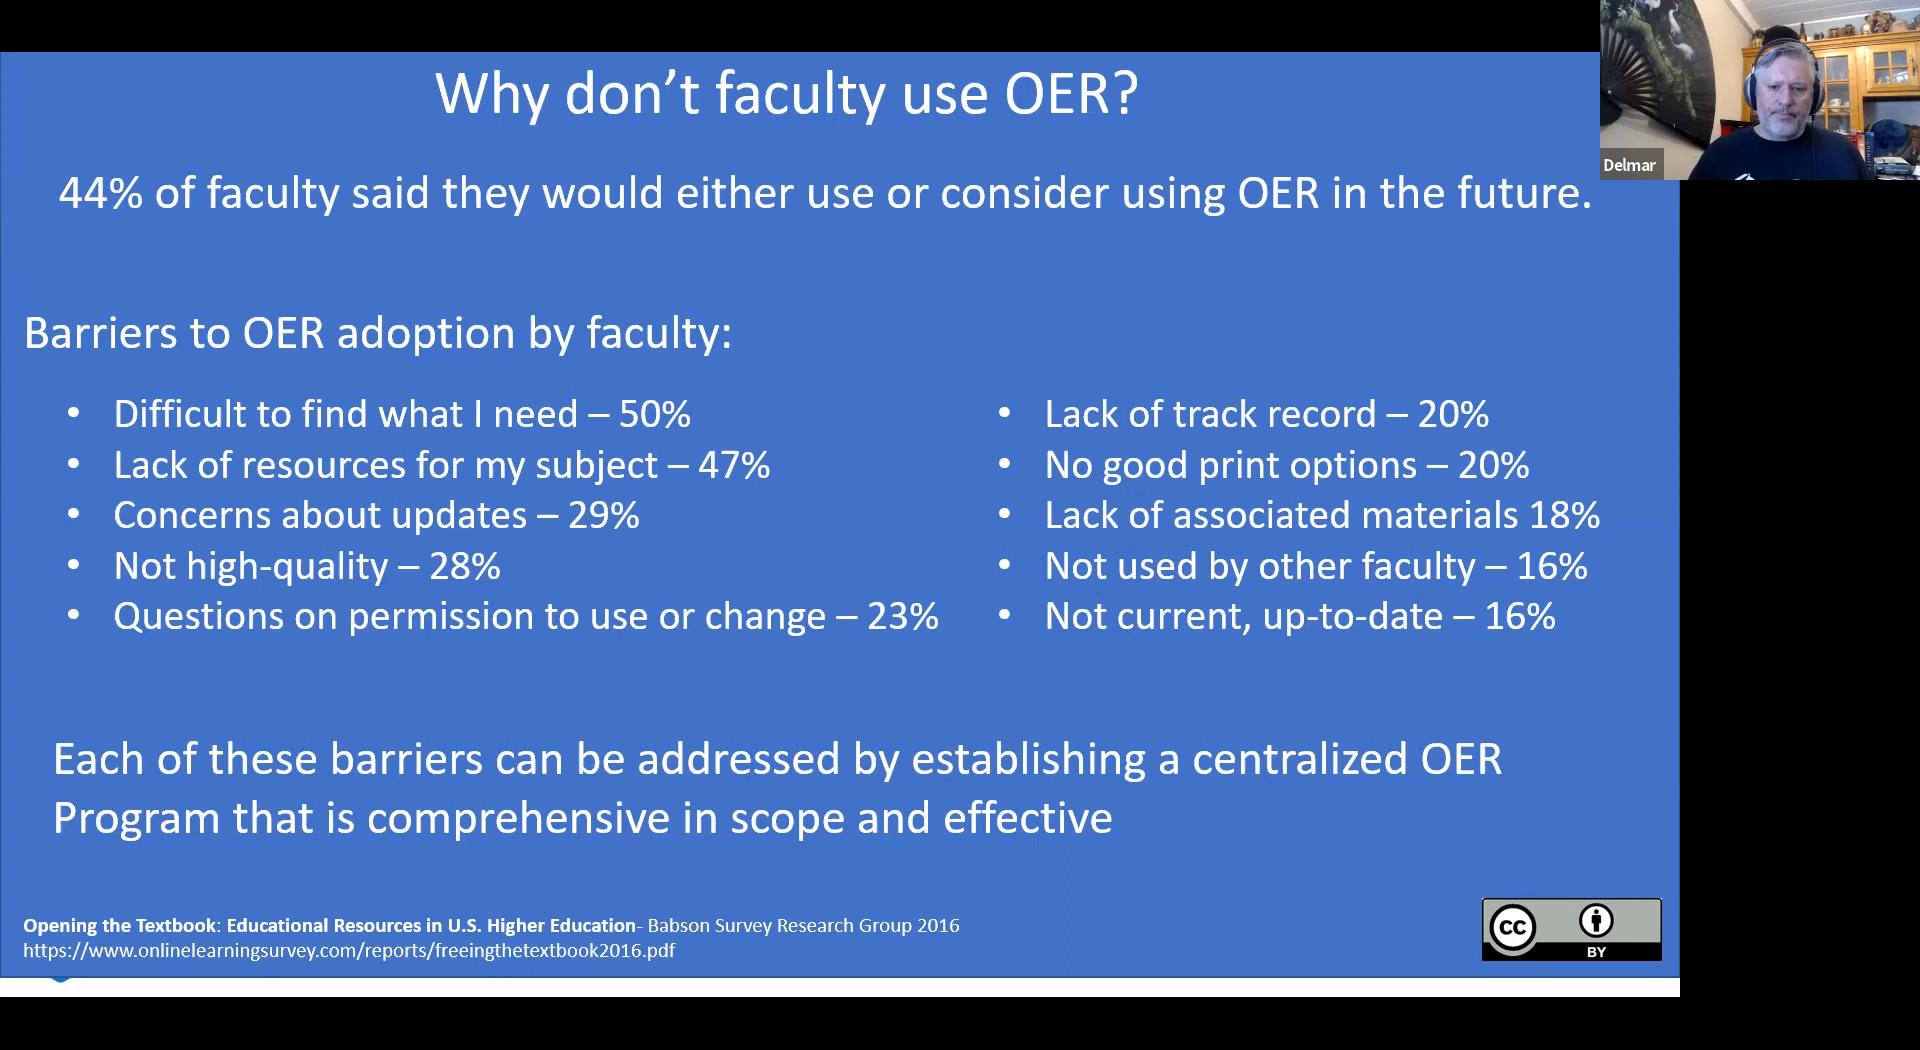 Why don’t faculty use OER?
Delmar
44% of faculty said they would either use or consider using OER in the future.
Barriers to OER adoption by faculty:
• Difficult to find what I need – 50%
• Lack of resources for my subject – 47%
• Concerns about updates – 29%
• Not high-quality – 28%
• Questions on permission to use or change – 23%
• Lack of track record – 20%
• No good print options – 20%
• Lack of associated materials 18%
• Not used by other faculty – 16%
• Not current, up-to-date – 16%
Each of these barriers can be addressed by establishing a centralized OER
Program that is comprehensive in scope and effective
Opening the Textbook: Educational Resources in U.S. Higher Education- Babson Survey Research Group 2016
https://www.onlinelearningsurvey.com/reports/freeingthetextbook2016.pdf
CC
BY